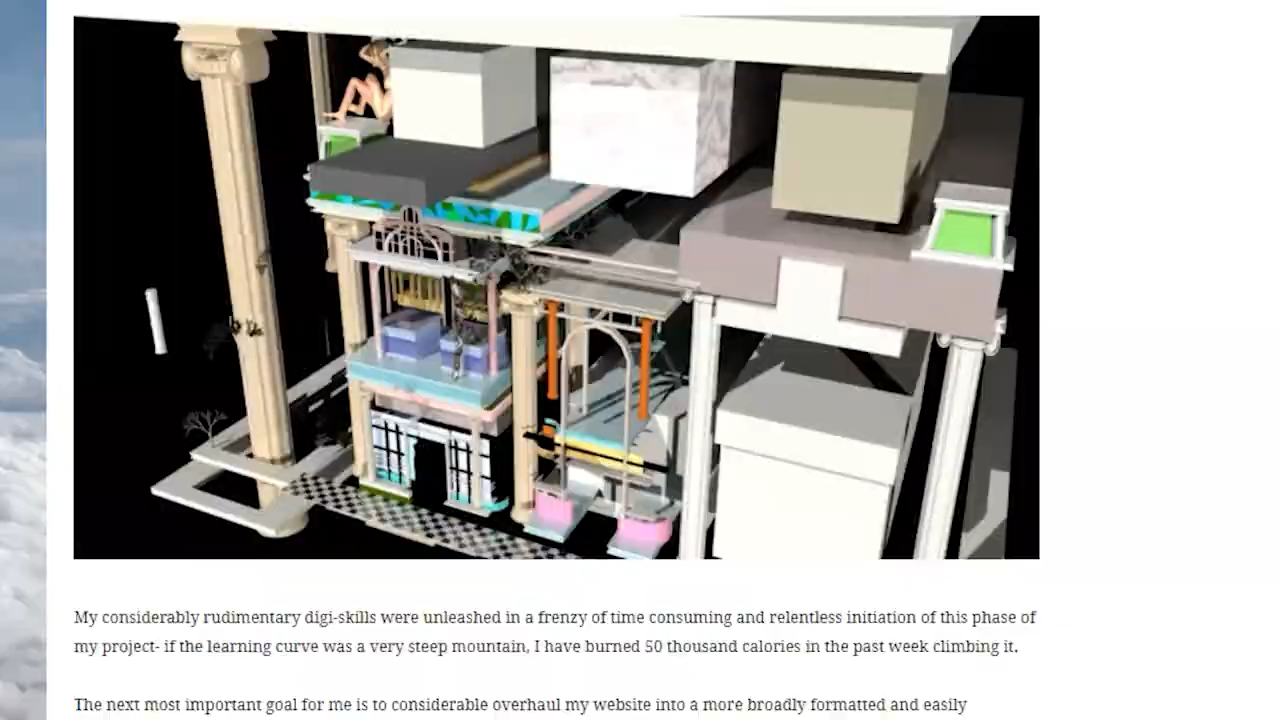 My considerably rudimentary digi-skills were unleashed in a frenzy of time consuming and relentless initiation of this phase of
my project- if the learning curve was a very steep mountain, I have burned 50 thousand calories in the past week climbing it.
The next most important goal for me is to considerable overhaul my website into a more broadly formatted and easily